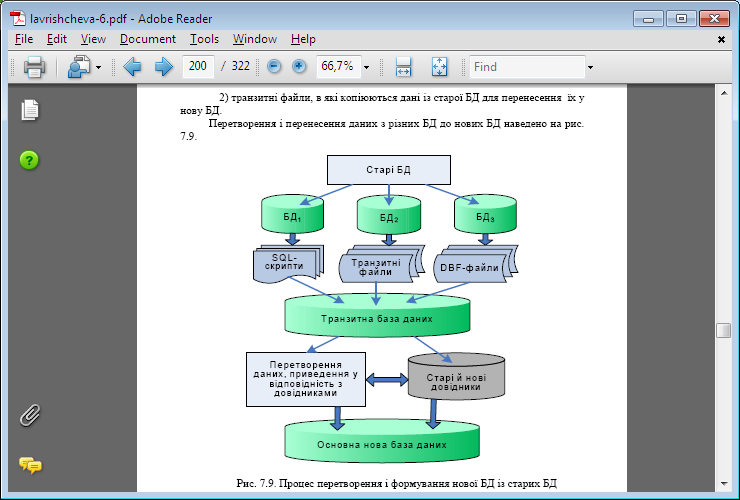 lavrishcheva-6.pdf - Adobe Reader
File Edit View Document Tools Window Help
200 / 322 66,7% Find
2) транзитні файли, в які копіюються дані із старої БД для перенесення їх у
нову БД.
Перетворення і перенесення даних з різних БД до нових БД наведено на рис.
7.9.
Старі БД
БД1 БД2 БД3
SQL-
скрипти
Транзитні
файли
DBF-файли
Транзитна база даних
Перетворення
даних, приведення у
відповідність з
довідниками
Старі й нові
довідники
Основна нова база даних
Рис. 7.9. Процес перетворення і формування нової БД із старих БД